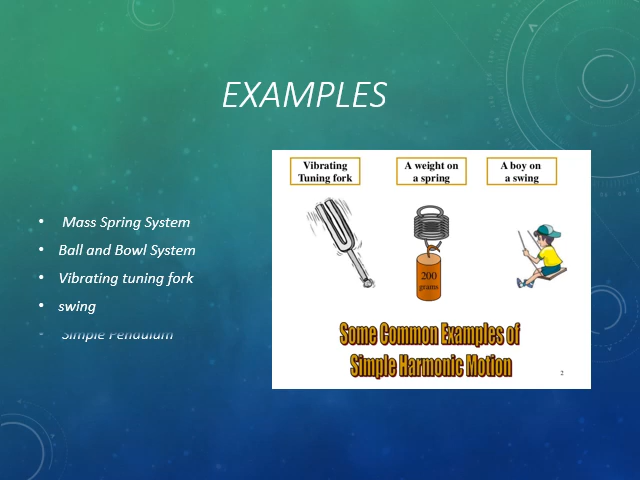 EXAMPLES
• Mass Spring System
• Ball and Bowl System
• Vibrating tuning fork
• swing
- Simple Pendulum
Vibrating
Tuning fork
A weight on
a spring
A boy on
a swing
200
grams
Some Common Examples of
Simple Harmonic Motion
2